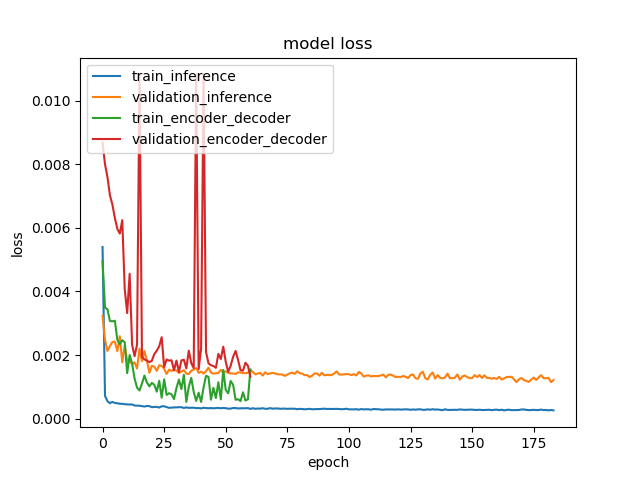 model loss
train_inference
validation_inference
train_encoder_decoder
validation_encoder_decoder
0.010
0.008
0.006
0.004
0.002
0.000
loss
0 25 50 75 100 125 150 175
epoch